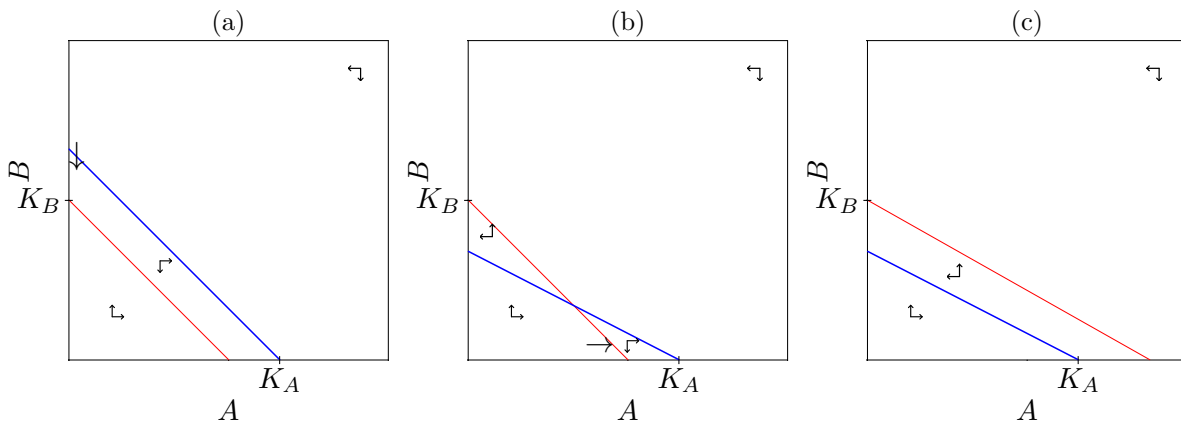 (a) (b) (c)
B B B
K_B K_B K_B
K_A K_A K_A
A A A